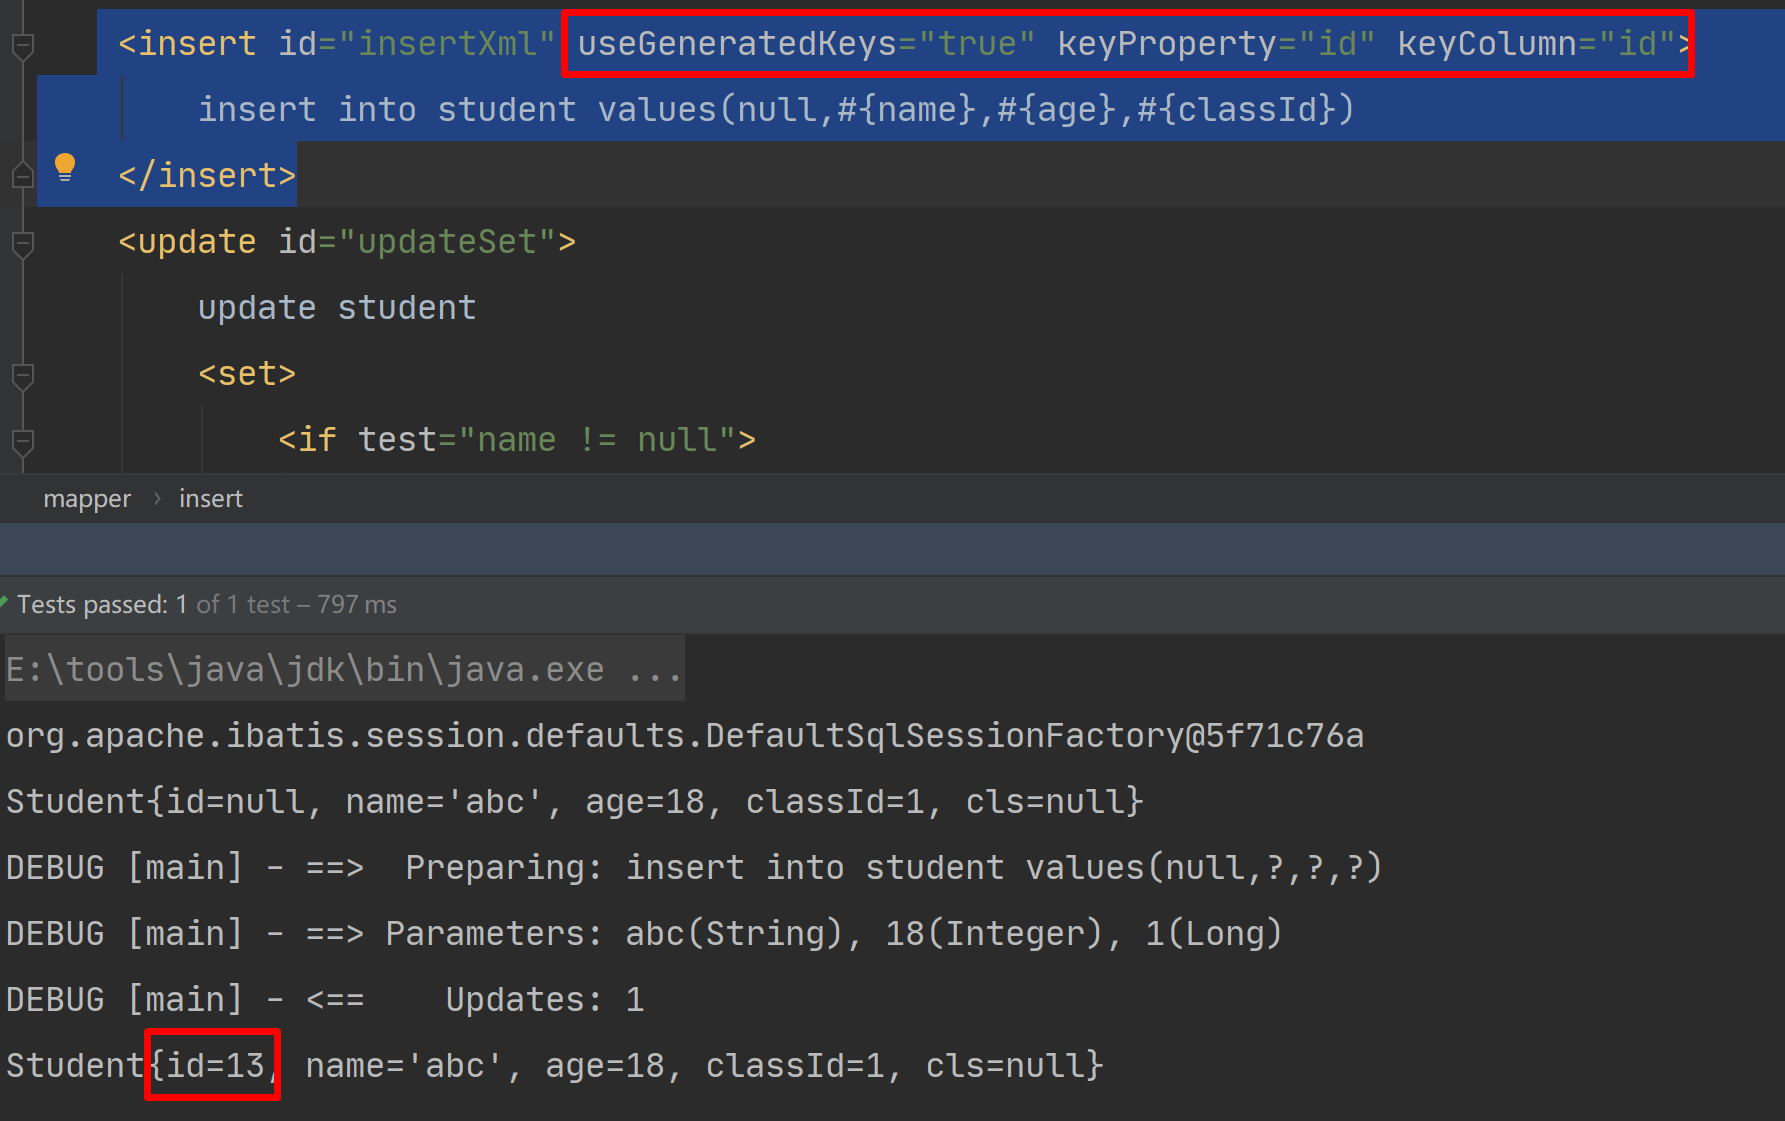 <insert id="insertXml" useGeneratedKeys="true" keyProperty="id" keyColumn="id">
insert into student values(null,#{name},#{age},#{classId})
</insert>
<update id="updateSet">
update student
<set>
<if test="name != null">
mapper › insert
Tests passed: 1 of 1 test – 797 ms
E:\tools\java\jdk\bin\java.exe ...
org.apache.ibatis.session.defaults.DefaultSqlSessionFactory@5f71c76a
Student{id=null, name='abc', age=18, classId=1, cls=null}
DEBUG [main] - ==>  Preparing: insert into student values(null,?,?,?)
DEBUG [main] - ==> Parameters: abc(String), 18(Integer), 1(Long)
DEBUG [main] - <==    Updates: 1
Student{id=13, name='abc', age=18, classId=1, cls=null}